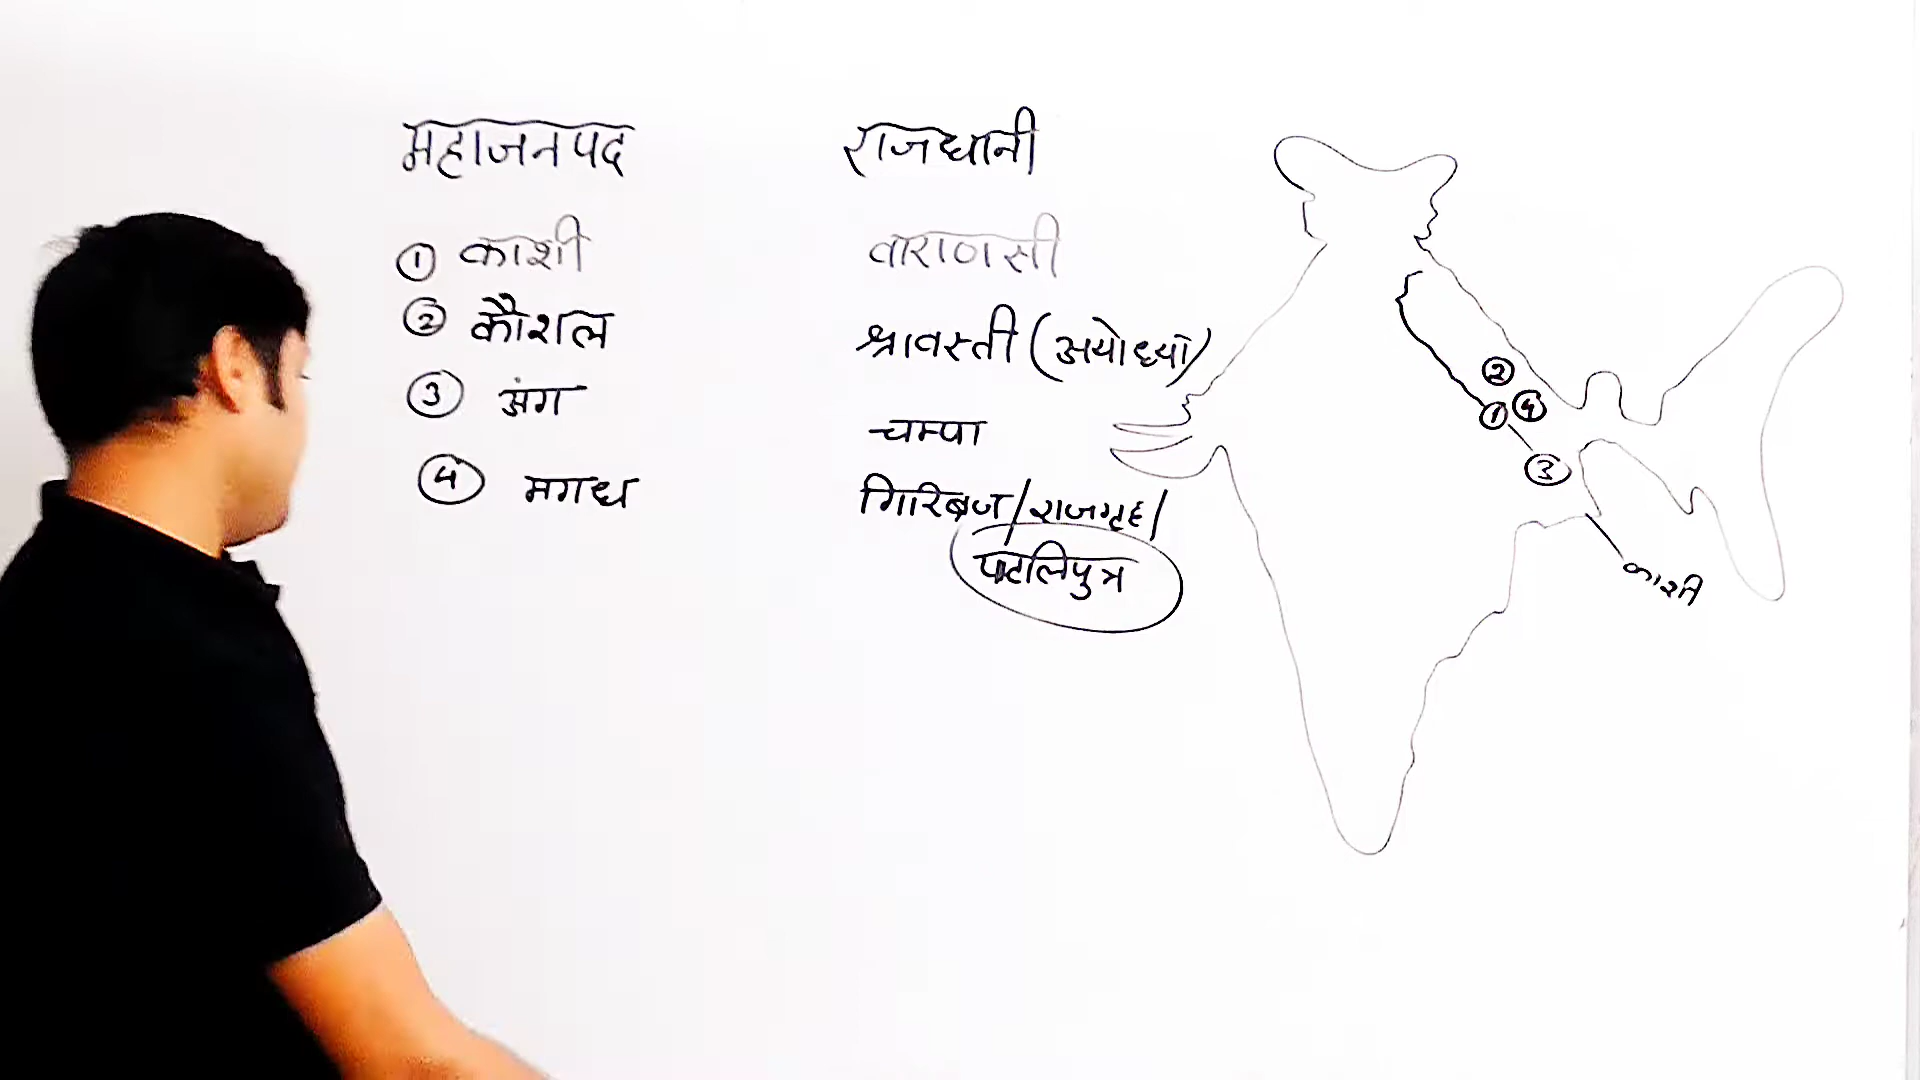 महाजनपद राजधानी
① काशी वाराणसी
② कौशल श्रावस्ती (अयोध्या)
③ अंग चम्पा
④ मगध गिरिब्रज/राजगृह/
पाटलिपुत्र
②
① ④
③
काशी